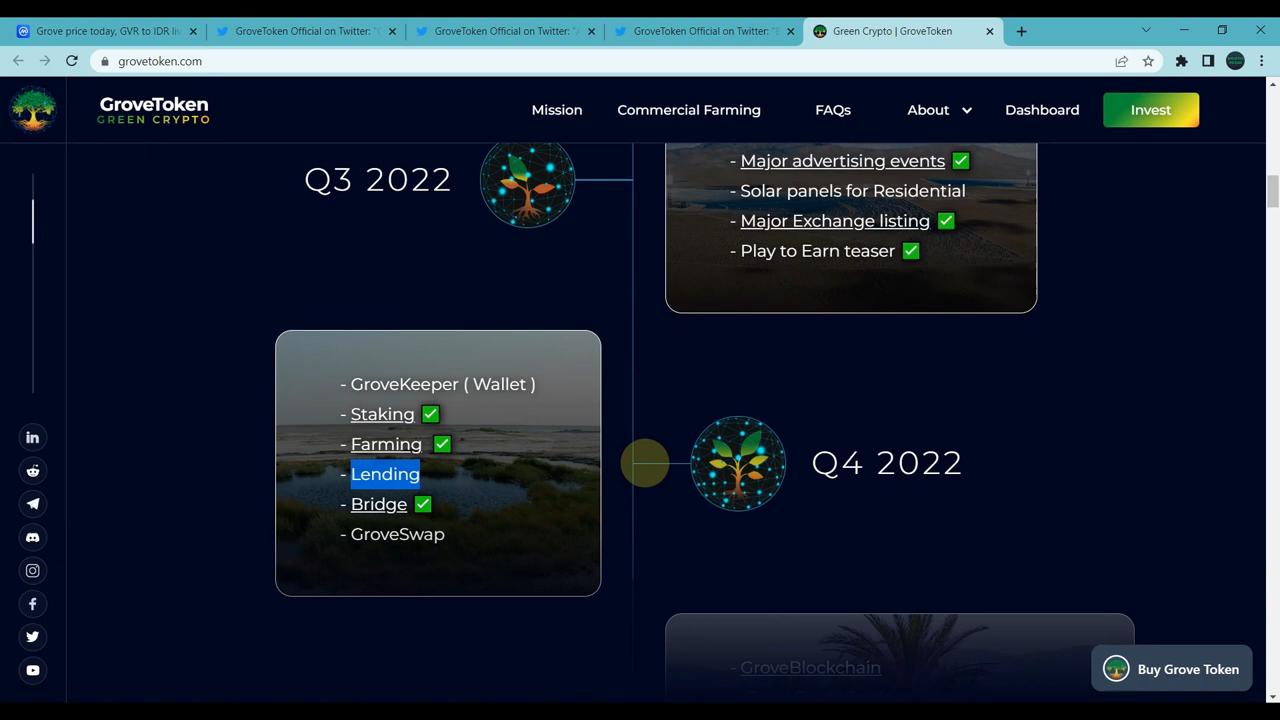 Grove price today, GVR to IDR li
GroveToken Official on Twitter: "
GroveToken Official on Twitter: "
GroveToken Official on Twitter: "
Green Crypto | GroveToken
grovetoken.com
GroveToken
GREEN CRYPTO
Mission
Commercial Farming
FAQs
About
Dashboard
Invest
Q3 2022
- Major advertising events ✅
- Solar panels for Residential
- Major Exchange listing ✅
- Play to Earn teaser ✅
- GroveKeeper ( Wallet )
- Staking ✅
- Farming ✅
- Lending
- Bridge ✅
- GroveSwap
Q4 2022
- GroveBlockchain
Buy Grove Token